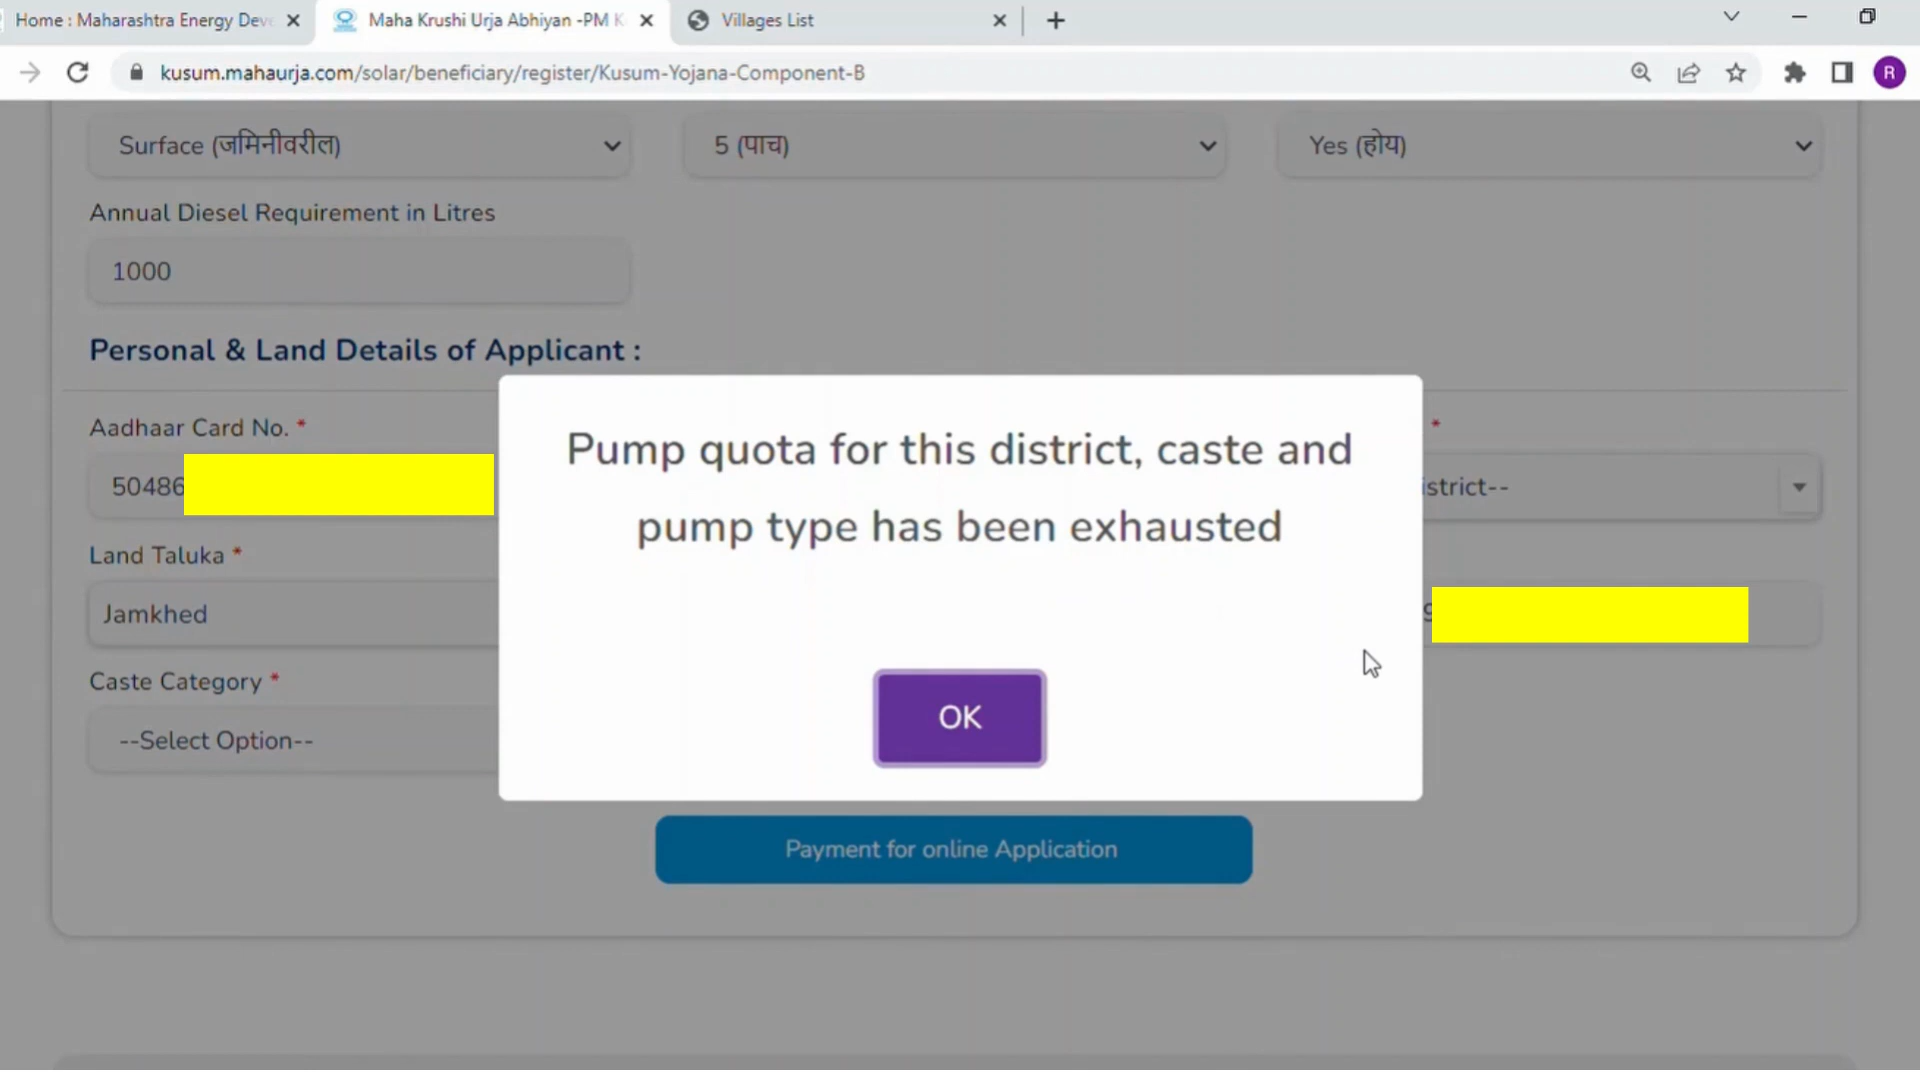 Home : Maharashtra Energy Deve
Maha Krushi Urja Abhiyan -PM K
Villages List
kusum.mahaurja.com/solar/beneficiary/register/Kusum-Yojana-Component-B
R
Surface (जमिनीवरील)
5 (पाच)
Yes (होय)
Annual Diesel Requirement in Litres
1000
Personal & Land Details of Applicant :
Aadhaar Card No. *
*
50486
istrict--
Pump quota for this district, caste and
pump type has been exhausted
Land Taluka *
Jamkhed
Caste Category *
--Select Option--
OK
Payment for online Application